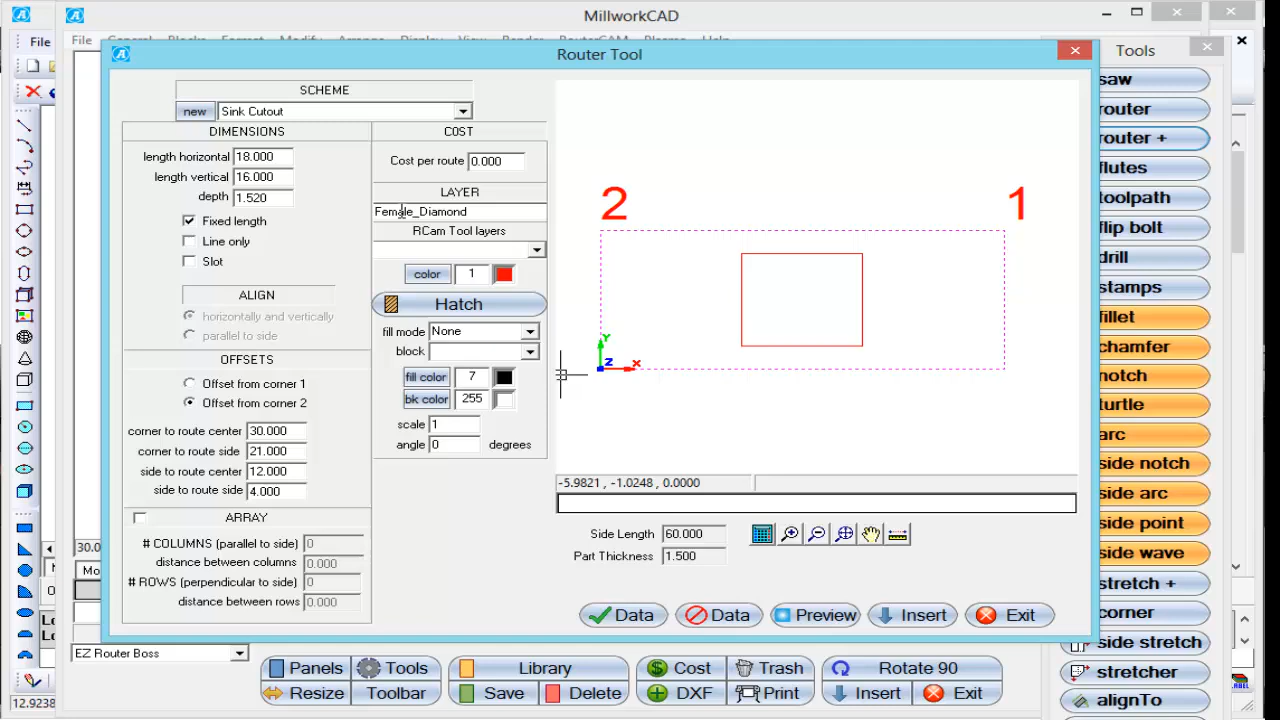 MillworkCAD
File
File
Router Tool
Tools
SCHEME
new Sink Cutout
DIMENSIONS
length horizontal 18.000
length vertical 16.000
depth 1.520
Fixed length
Line only
Slot
ALIGN
horizontally and vertically
parallel to side
OFFSETS
Offset from corner 1
Offset from corner 2
corner to route center 30.000
corner to route side 21.000
side to route center 12.000
side to route side 4.000
ARRAY
# COLUMNS (parallel to side) 0
distance between columns 0.000
# ROWS (perpendicular to side) 0
distance between rows 0.000
COST
Cost per route 0.000
LAYER
Female_Diamond
RCam Tool layers
color 1
Hatch
fill mode None
block
fill color 7
bk color 255
scale 1
angle 0 degrees
2 1
Y
Z X
-5.9821 , -1.0248 , 0.0000
Side Length 60.000
Part Thickness 1.500
Data Data Preview Insert Exit
saw
router
router +
flutes
toolpath
flip bolt
drill
stamps
fillet
chamfer
notch
turtle
arc
side notch
side arc
side point
side wave
stretch +
corner
side stretch
stretcher
alignTo
30.0
Mo
EZ Router Boss
Panels Tools Library Cost Trash Rotate 90
Resize Toolbar Save Delete DXF Print Insert Exit
12.9238